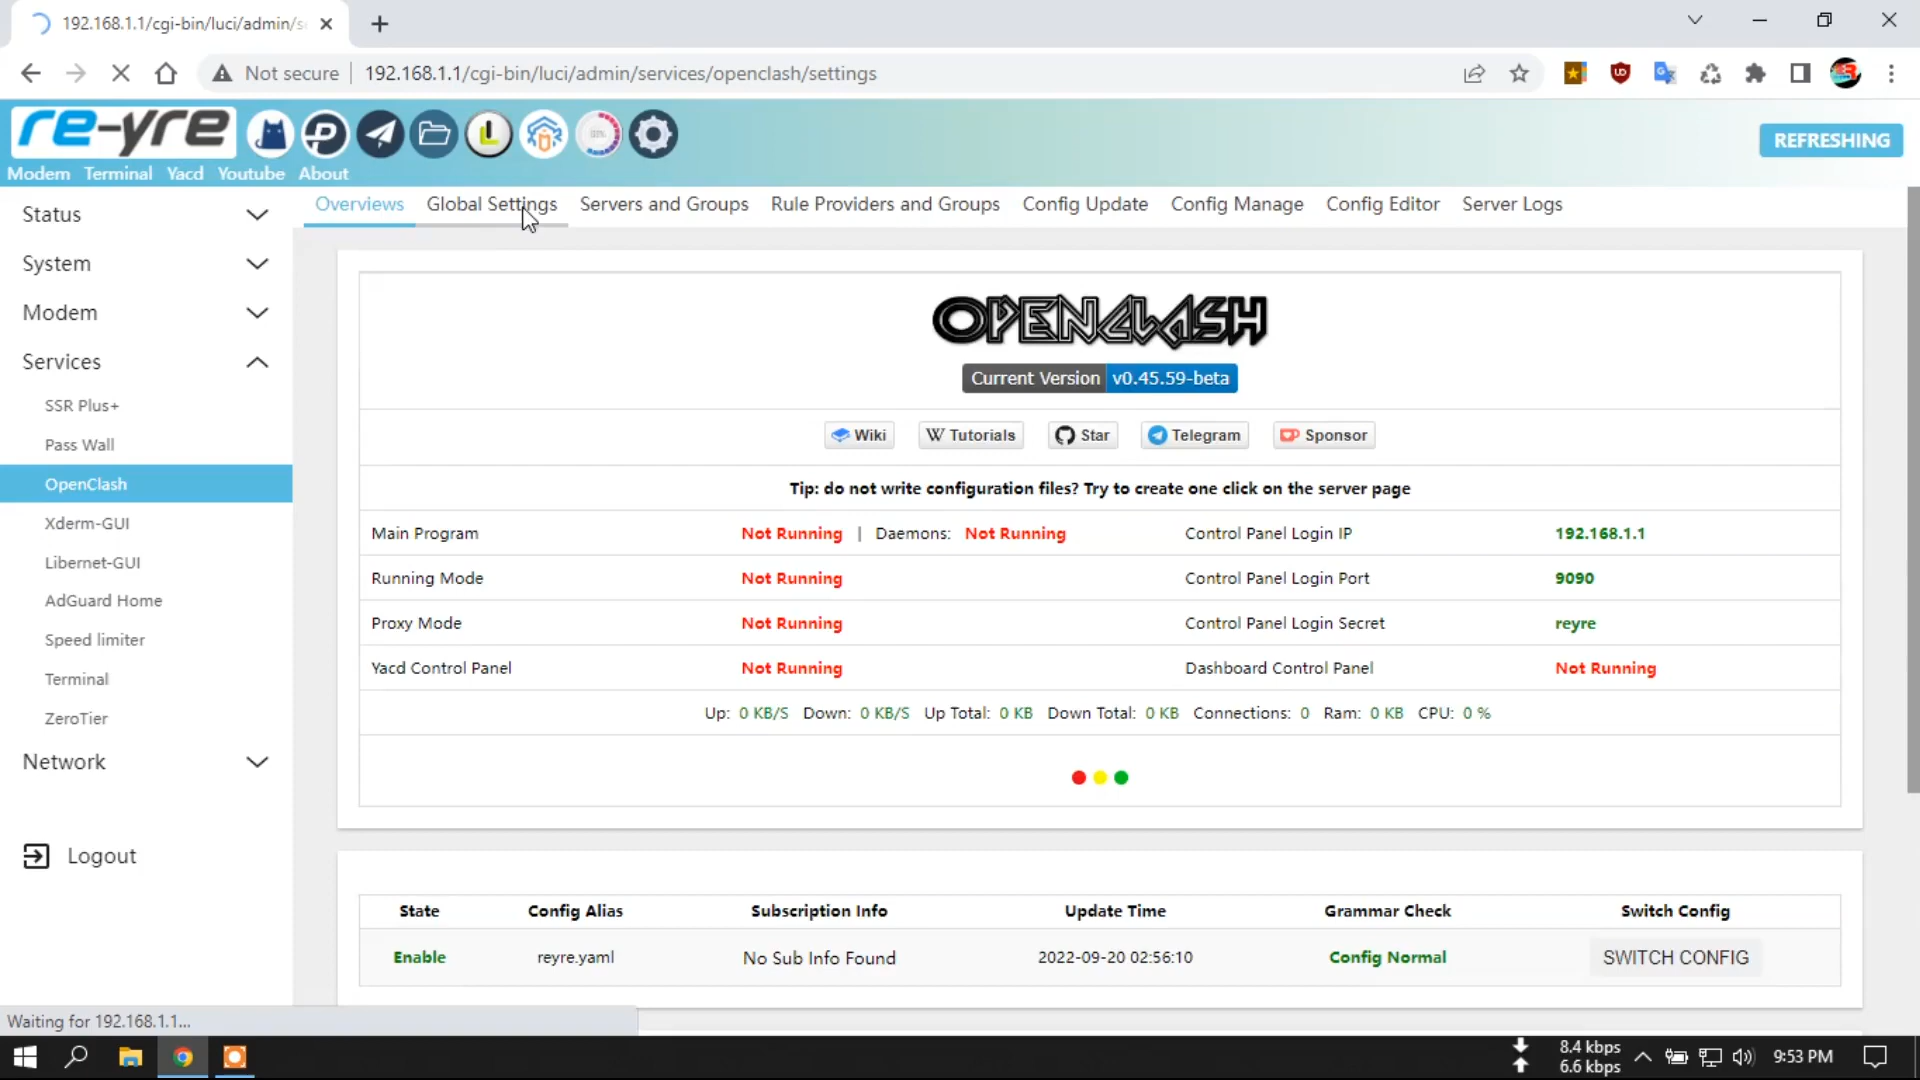 192.168.1.1/cgi-bin/luci/admin/s
Not secure
192.168.1.1/cgi-bin/luci/admin/services/openclash/settings
re-yre
REFRESHING
Modem Terminal Yacd Youtube About
Overviews Global Settings Servers and Groups Rule Providers and Groups Config Update Config Manage Config Editor Server Logs
Status
System
Modem
Services
SSR Plus+
Pass Wall
OpenClash
Xderm-GUI
Libernet-GUI
AdGuard Home
Speed limiter
Terminal
ZeroTier
Network
Logout
OPENCLASH
Current Version v0.45.59-beta
Wiki W Tutorials Star Telegram Sponsor
Tip: do not write configuration files? Try to create one click on the server page
Main Program Not Running | Daemons: Not Running Control Panel Login IP 192.168.1.1
Running Mode Not Running Control Panel Login Port 9090
Proxy Mode Not Running Control Panel Login Secret reyre
Yacd Control Panel Not Running Dashboard Control Panel Not Running
Up: 0 KB/S Down: 0 KB/S Up Total: 0 KB Down Total: 0 KB Connections: 0 Ram: 0 KB CPU: 0 %
State Config Alias Subscription Info Update Time Grammar Check Switch Config
Enable reyre.yaml No Sub Info Found 2022-09-20 02:56:10 Config Normal SWITCH CONFIG
Waiting for 192.168.1.1...
8.4 kbps
6.6 kbps
9:53 PM